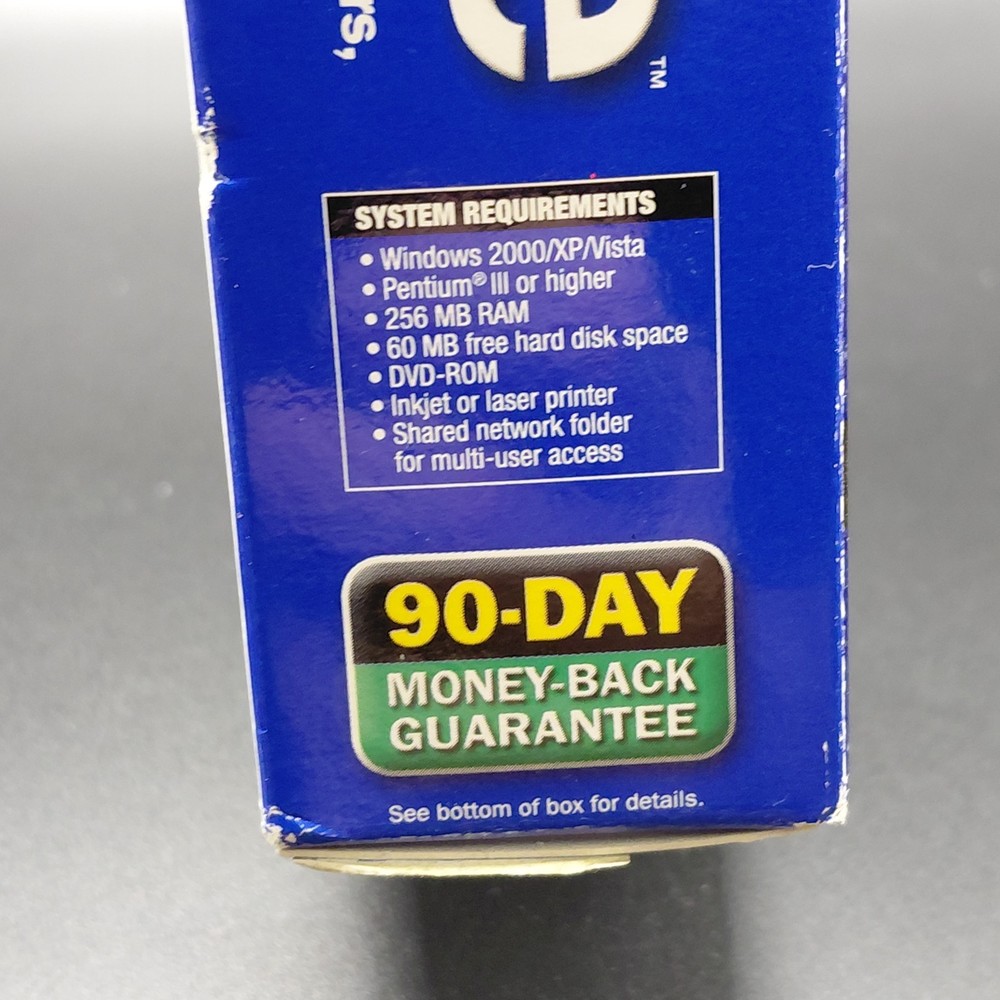 rs,
TM
SYSTEM REQUIREMENTS
• Windows 2000/XP/Vista
• Pentium® III or higher
• 256 MB RAM
• 60 MB free hard disk space
• DVD-ROM
• Inkjet or laser printer
• Shared network folder
for multi-user access
90-DAY
MONEY-BACK
GUARANTEE
See bottom of box for details.